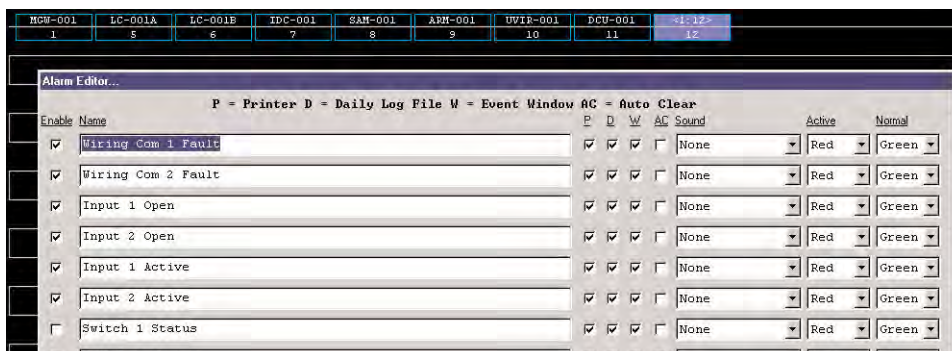 MGW-001 LC-001A LC-001B IDC-001 SAM-001 ARM-001 UVIR-001 DCU-001 <1:12>
1 5 6 7 8 9 10 11 12
Alarm Editor...
P = Printer D = Daily Log File W = Event Window AC = Auto Clear
Enable Name P D W AC Sound Active Normal
Wiring Com 1 Fault None Red Green
Wiring Com 2 Fault None Red Green
Input 1 Open None Red Green
Input 2 Open None Red Green
Input 1 Active None Red Green
Input 2 Active None Red Green
Switch 1 Status None Red Green